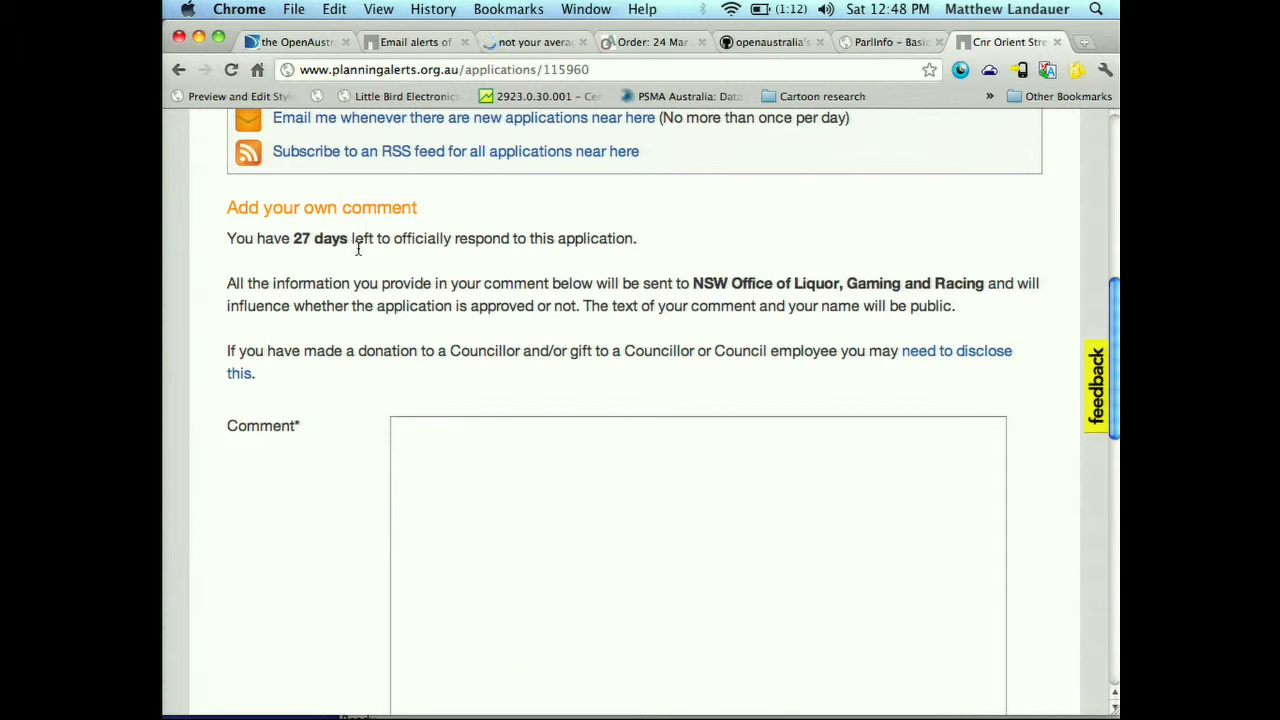 Chrome File Edit View History Bookmarks Window Help (1:12) Sat 12:48 PM Matthew Landauer
the OpenAustr Email alerts of not your avera Order: 24 Mar openaustralia's ParlInfo – Basic Cnr Orient Stre
www.planningalerts.org.au/applications/115960
Preview and Edit Styl Little Bird Electronics 2923.0.30.001 – Cen PSMA Australia: Data Cartoon research » Other Bookmarks
Email me whenever there are new applications near here (No more than once per day)
Subscribe to an RSS feed for all applications near here
Add your own comment
You have 27 days left to officially respond to this application.
All the information you provide in your comment below will be sent to NSW Office of Liquor, Gaming and Racing and will
influence whether the application is approved or not. The text of your comment and your name will be public.
If you have made a donation to a Councillor and/or gift to a Councillor or Council employee you may need to disclose
this.
feedback
Comment*